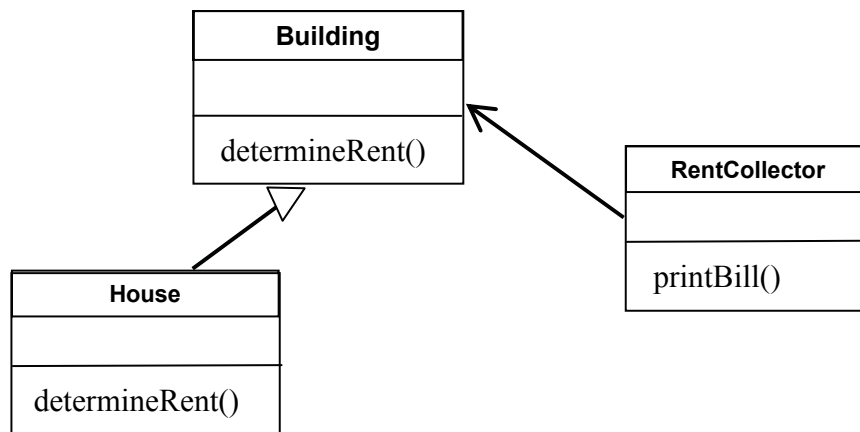 Building
determineRent()
RentCollector
printBill()
House
determineRent()